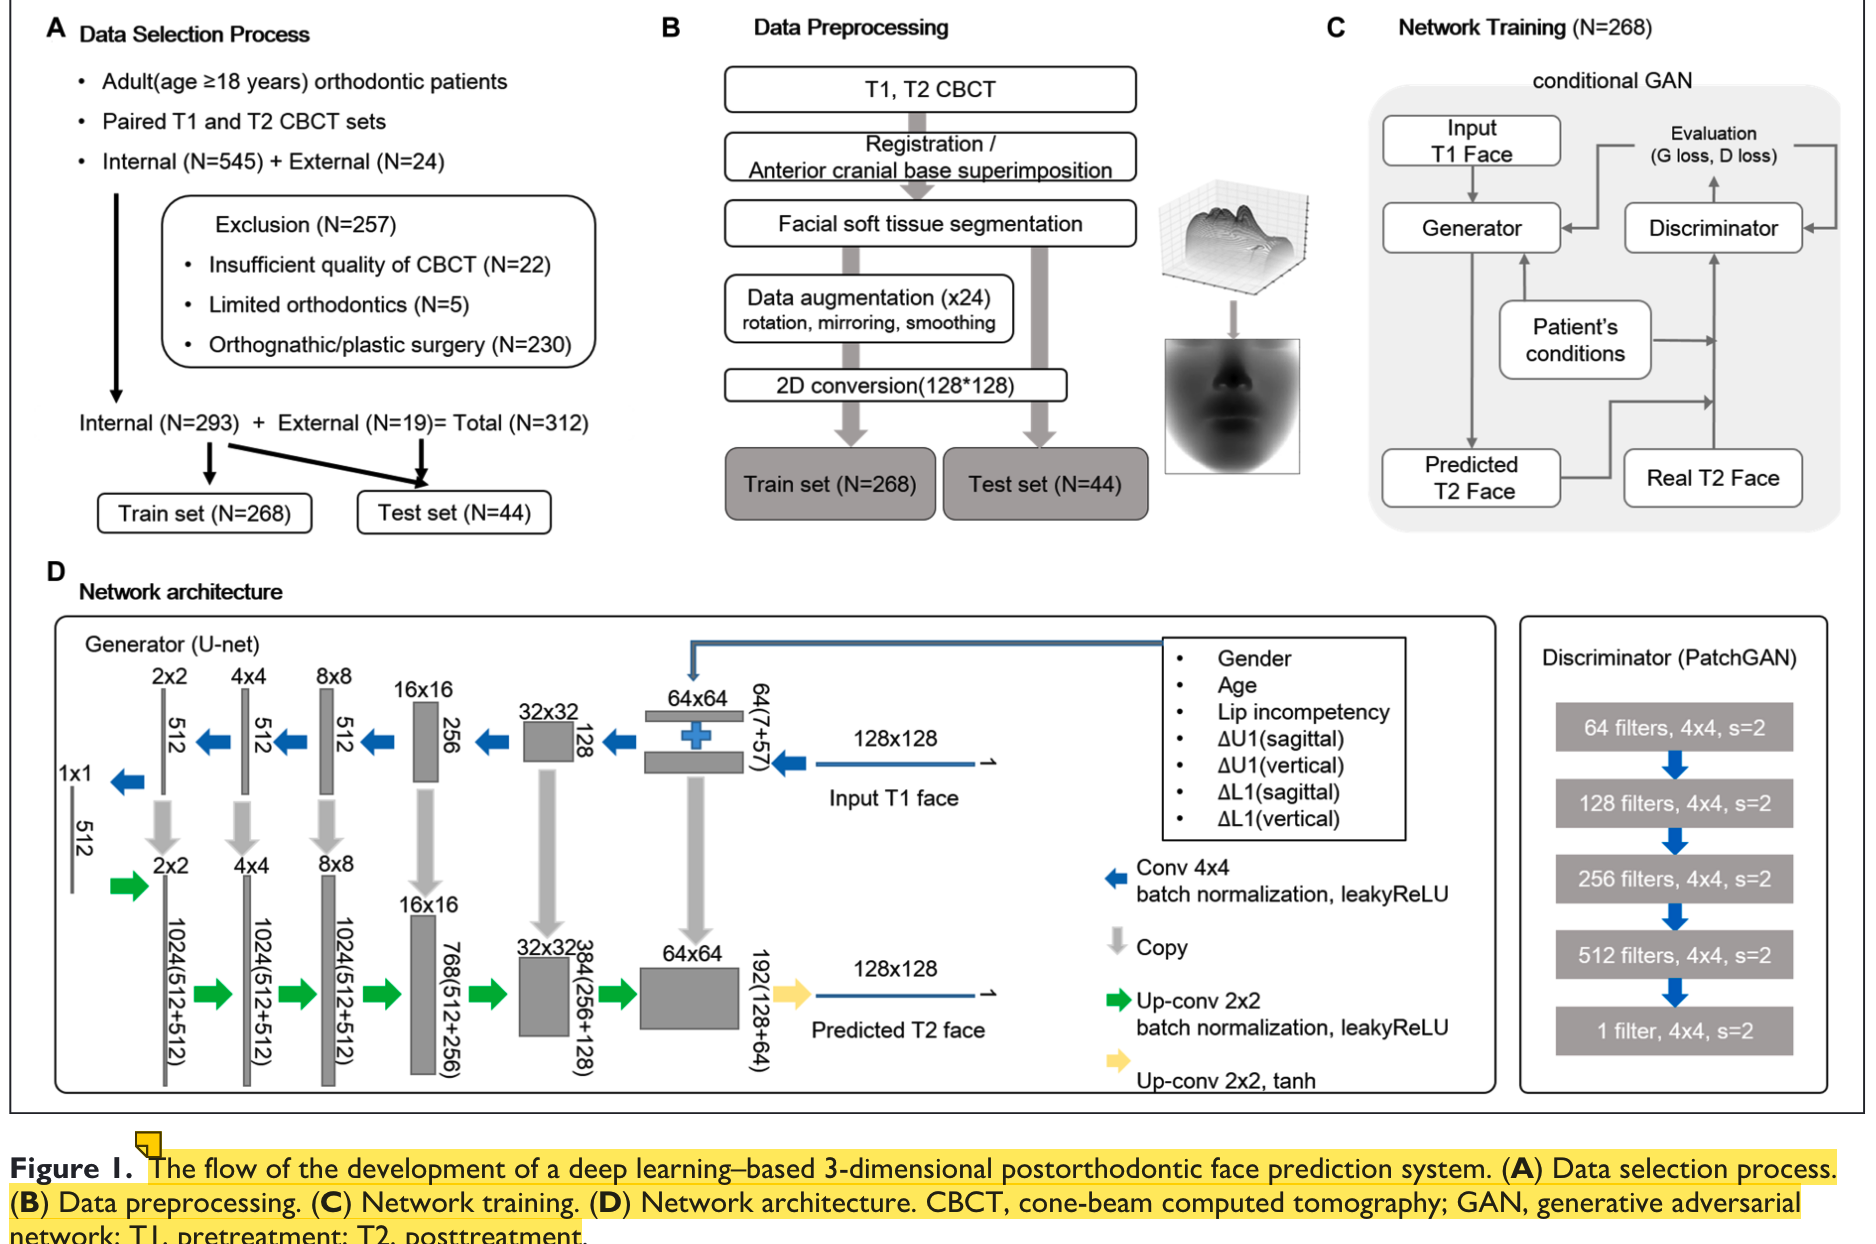 A Data Selection Process
• Adult(age ≥18 years) orthodontic patients
• Paired T1 and T2 CBCT sets
• Internal (N=545) + External (N=24)
Exclusion (N=257)
• Insufficient quality of CBCT (N=22)
• Limited orthodontics (N=5)
• Orthognathic/plastic surgery (N=230)
Internal (N=293) + External (N=19)= Total (N=312)
Train set (N=268)
Test set (N=44)
B Data Preprocessing
T1, T2 CBCT
Registration /
Anterior cranial base superimposition
Facial soft tissue segmentation
Data augmentation (x24)
rotation, mirroring, smoothing
2D conversion(128*128)
Train set (N=268)
Test set (N=44)
C Network Training (N=268)
conditional GAN
Input
T1 Face
Evaluation
(G loss, D loss)
Generator
Discriminator
Patient's
conditions
Predicted
T2 Face
Real T2 Face
D
Network architecture
Generator (U-net)
2x2
512
4x4
512
8x8
512
16x16
256
32x32
128
64x64
64(7+57)
128x128
1
Input T1 face
1x1
512
2x2
1024(512+512)
4x4
1024(512+512)
8x8
1024(512+512)
16x16
768(512+256)
32x32
384(256+128)
64x64
192(128+64)
128x128
1
Predicted T2 face
• Gender
• Age
• Lip incompetency
• ΔU1(sagittal)
• ΔU1(vertical)
• ΔL1(sagittal)
• ΔL1(vertical)
Conv 4x4
batch normalization, leakyReLU
Copy
Up-conv 2x2
batch normalization, leakyReLU
Up-conv 2x2, tanh
Discriminator (PatchGAN)
64 filters, 4x4, s=2
128 filters, 4x4, s=2
256 filters, 4x4, s=2
512 filters, 4x4, s=2
1 filter, 4x4, s=2
Figure 1. The flow of the development of a deep learning–based 3-dimensional postorthodontic face prediction system. (A) Data selection process.
(B) Data preprocessing. (C) Network training. (D) Network architecture. CBCT, cone-beam computed tomography; GAN, generative adversarial
network; T1, pretreatment; T2, posttreatment.